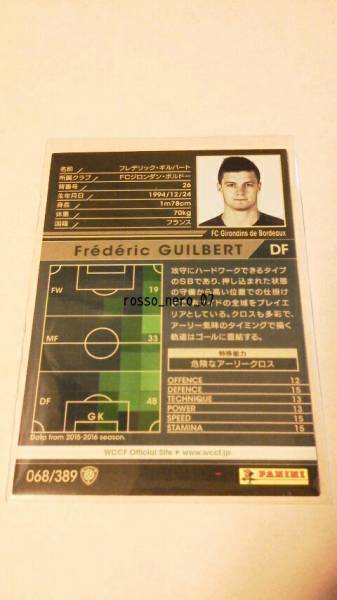 名前 / フレデリック・ギルバート
所属クラブ / FCジロンダン・ボルドー
背番号 / 26
生年月日 / 1994/12/24
身長 / 1m78cm
体重 / 70kg
国籍 / フランス
FC Girondins de Bordeaux
Frédéric GUILBERT DF
FW 19
MF 33
DF 48
GK
Data from 2015-2016 season.
攻守にハードワークできるタイプ
のSBであり、押し込まれた状態
の守備から高い位置での仕掛け
ドの全域をプレイエ
リアとしている。クロスも多彩で、
アーリー気味のタイミングで描く
軌道はゴールに直結する。
rosso_nero_07
特殊能力
危険なアーリークロス
OFFENCE 12
DEFENCE 15
TECHNIQUE 13
POWER 13
SPEED 15
STAMINA 15
WCCF Official Site ▶ www.wccf.jp
068/389
PANINI